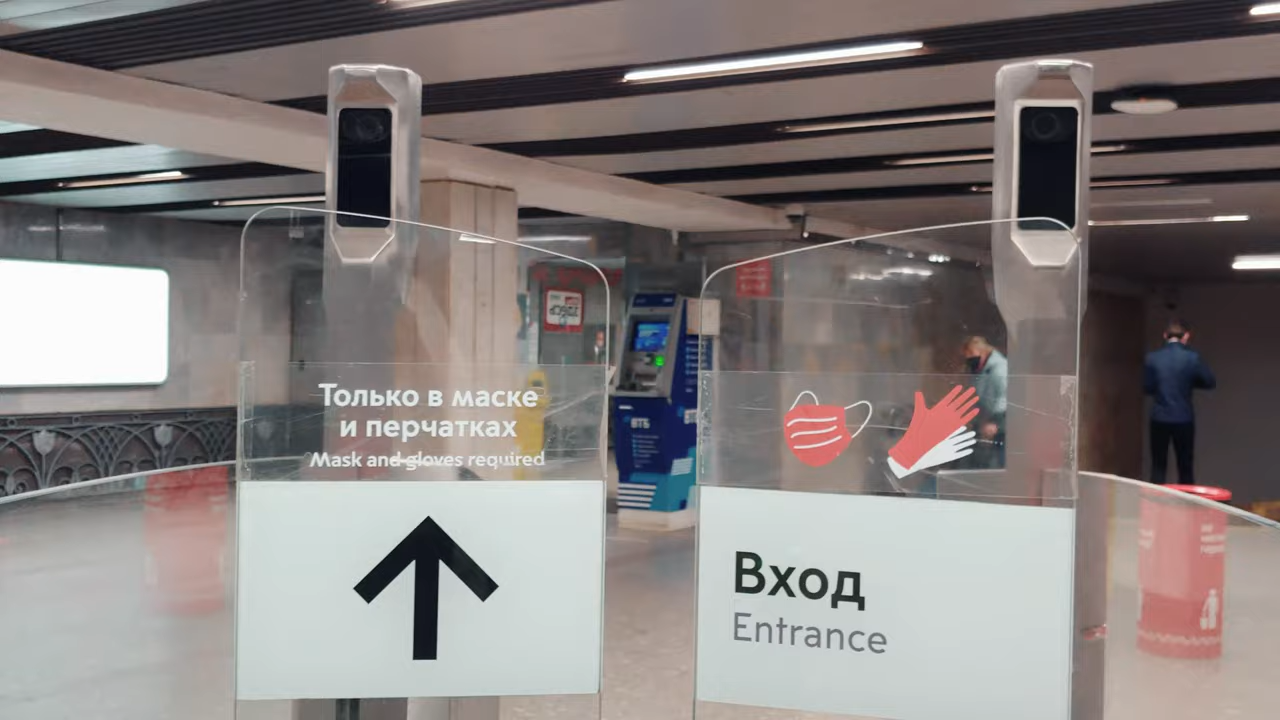 Только в маске
и перчатках
Mask and gloves required
Вход
Entrance
ВТБ